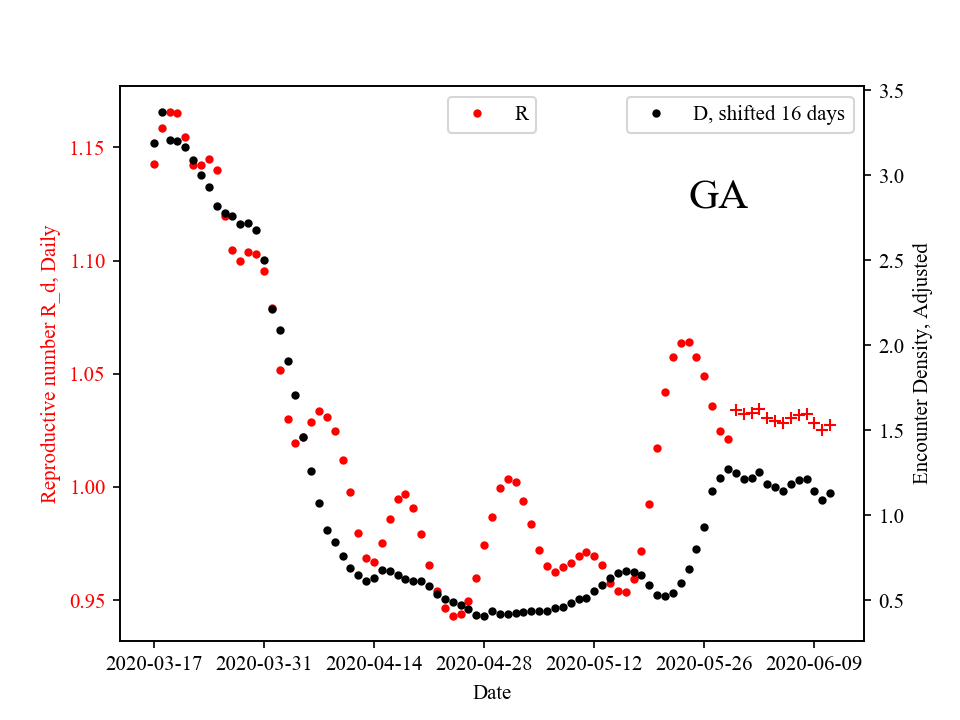 R
D, shifted 16 days
GA
Reproductive number R_d, Daily
1.15
1.10
1.05
1.00
0.95
3.5
3.0
2.5
2.0
1.5
1.0
0.5
Encounter Density, Adjusted
2020-03-17 2020-03-31 2020-04-14 2020-04-28 2020-05-12 2020-05-26 2020-06-09
Date